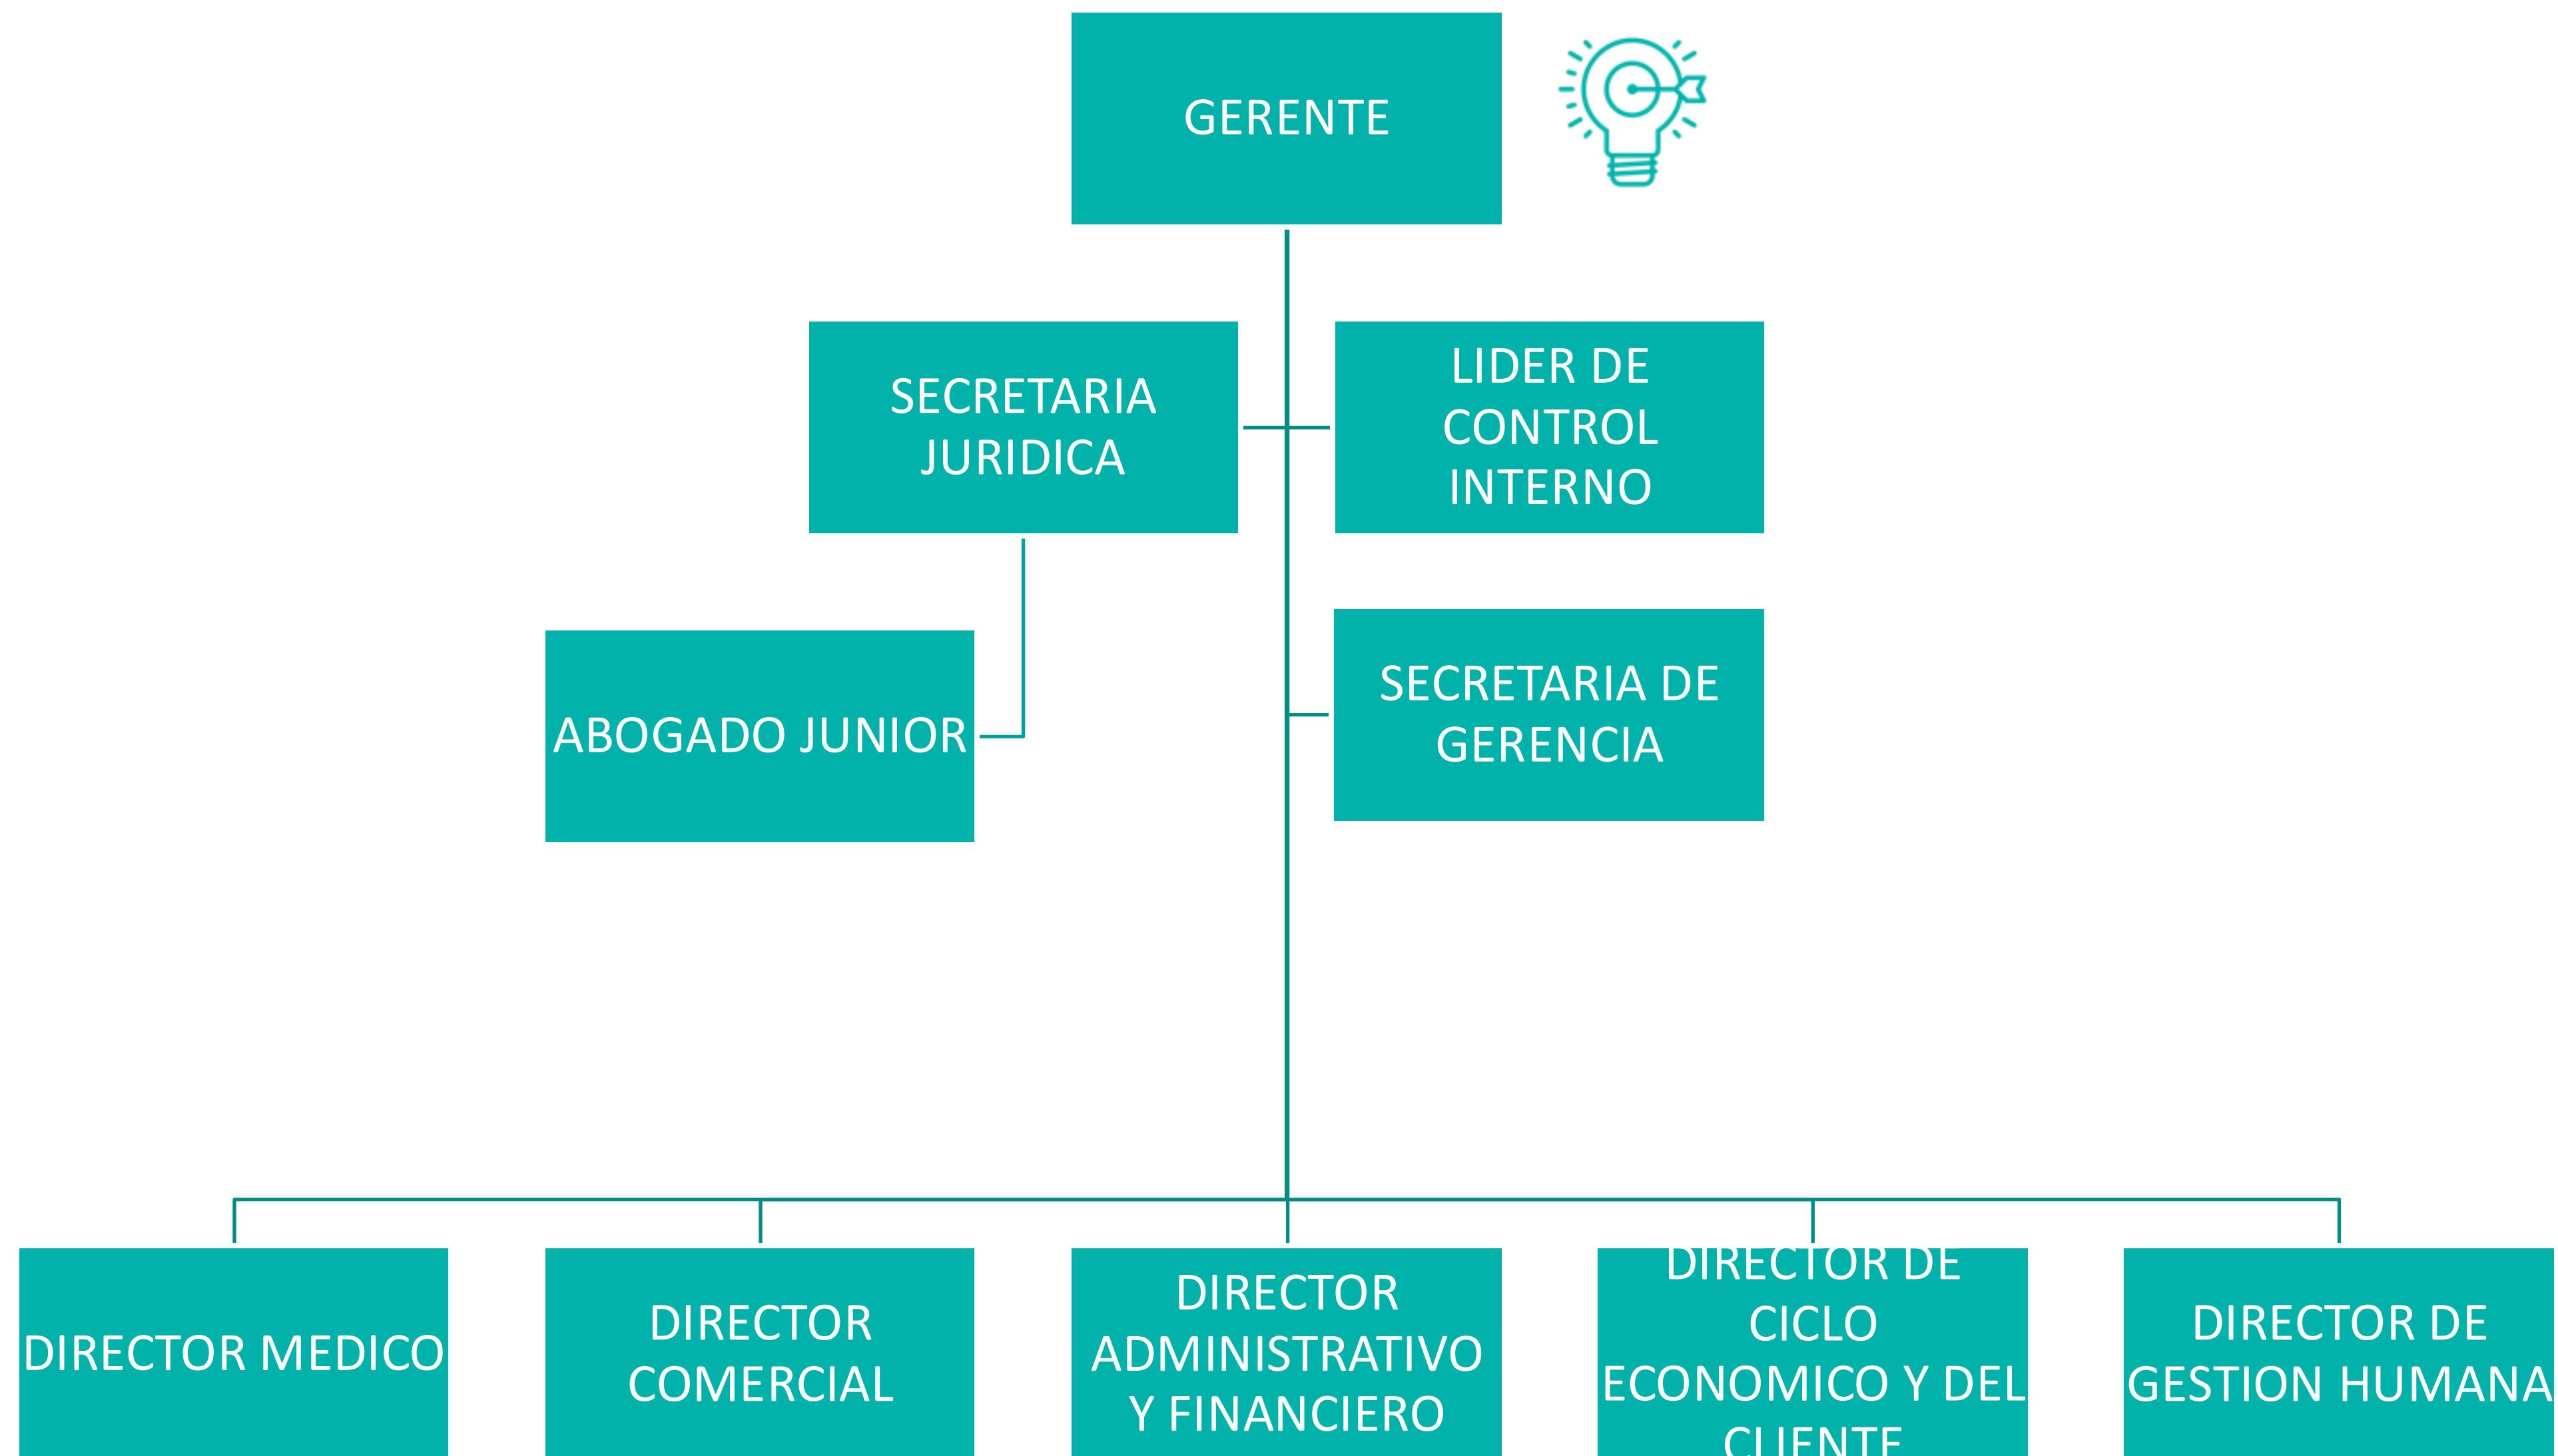 GERENTE
SECRETARIA
JURIDICA
LIDER DE
CONTROL
INTERNO
ABOGADO JUNIOR
SECRETARIA DE
GERENCIA
DIRECTOR MEDICO
DIRECTOR
COMERCIAL
DIRECTOR
ADMINISTRATIVO
Y FINANCIERO
DIRECTOR DE
CICLO
ECONOMICO Y DEL
CLIENTE
DIRECTOR DE
GESTION HUMANA